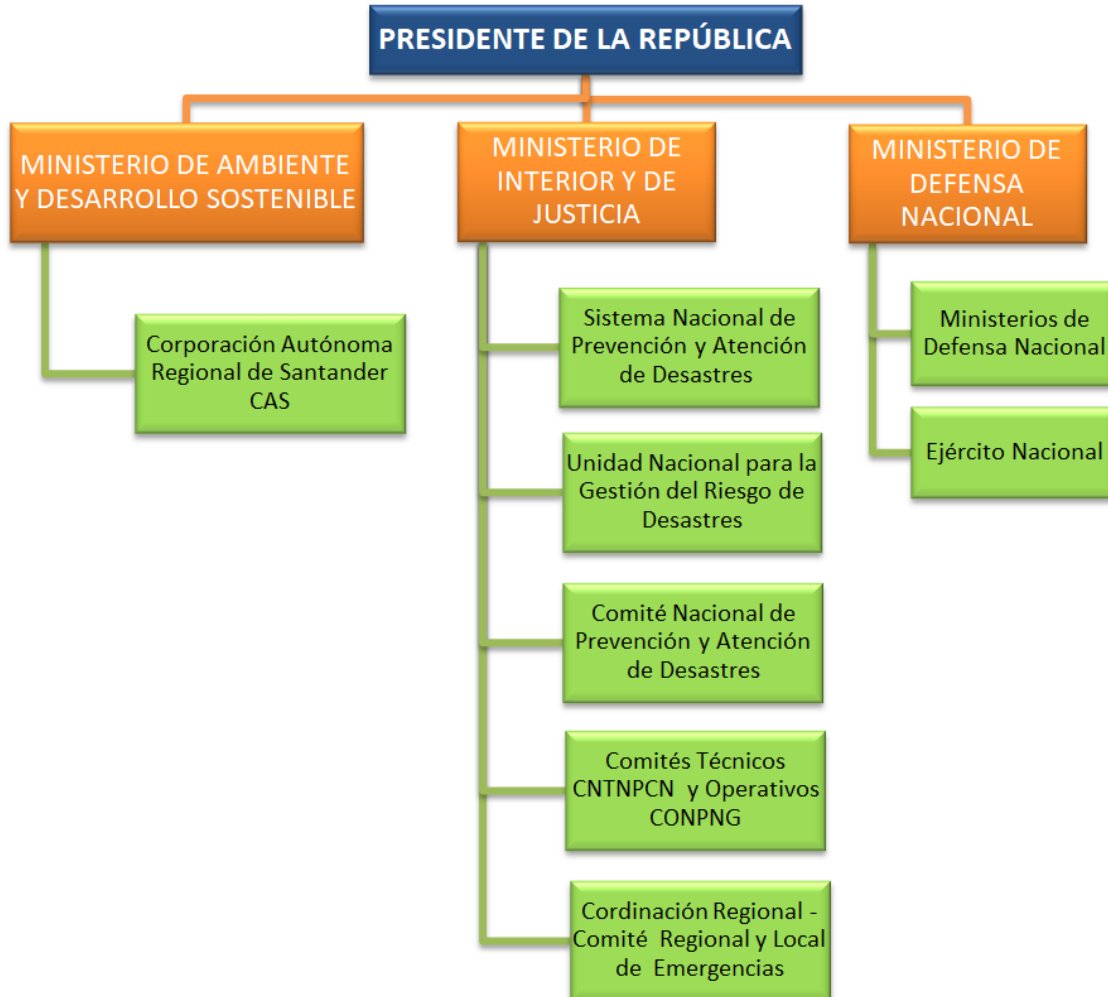 PRESIDENTE DE LA REPÚBLICA
MINISTERIO DE AMBIENTE
Y DESARROLLO SOSTENIBLE
MINISTERIO DE
INTERIOR Y DE
JUSTICIA
MINISTERIO DE
DEFENSA
NACIONAL
Corporación Autónoma
Regional de Santander
CAS
Sistema Nacional de
Prevención y Atención
de Desastres
Unidad Nacional para la
Gestión del Riesgo de
Desastres
Comité Nacional de
Prevención y Atención
de Desastres
Comités Técnicos
CNTNPCN y Operativos
CONPNG
Cordinación Regional -
Comité Regional y Local
de Emergencias
Ministerios de
Defensa Nacional
Ejército Nacional